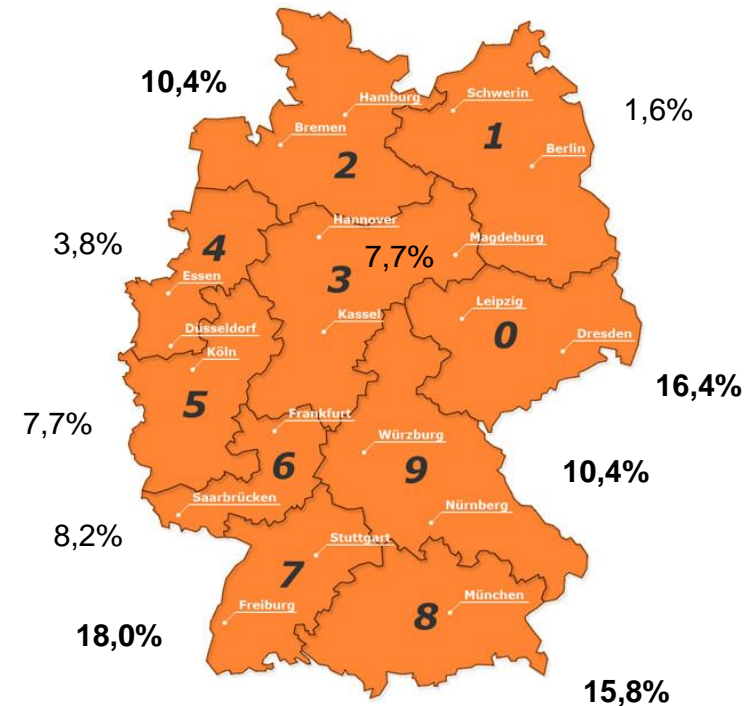 10,4%
Hamburg
Schwerin
1,6%
Bremen
1
Berlin
2
Hannover
3,8%
4
7,7%
Magdeburg
Essen
3
Leipzig
Kassel
Düsseldorf
0
Dresden
Köln
16,4%
5
7,7%
Frankfurt
Würzburg
6
9
10,4%
Saarbrücken
Nürnberg
8,2%
Stuttgart
7
München
Freiburg
8
18,0%
15,8%